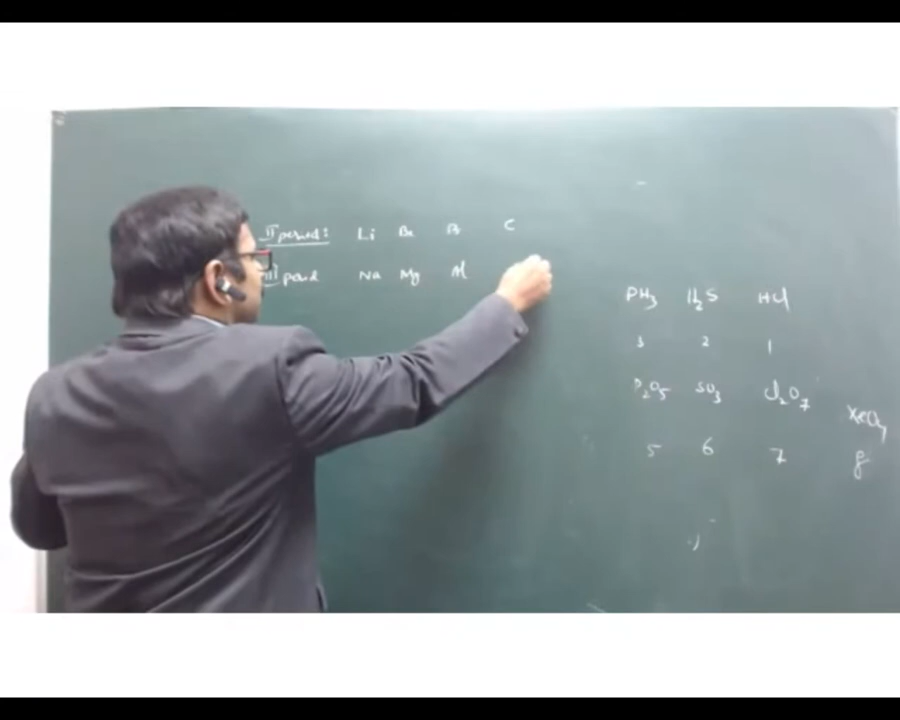 II period: Li Be B C
III period Na Mg Al
PH3 H2S HCl
3 2 1
P2O5 SO3 Cl2O7
XeO4
5 6 7 8